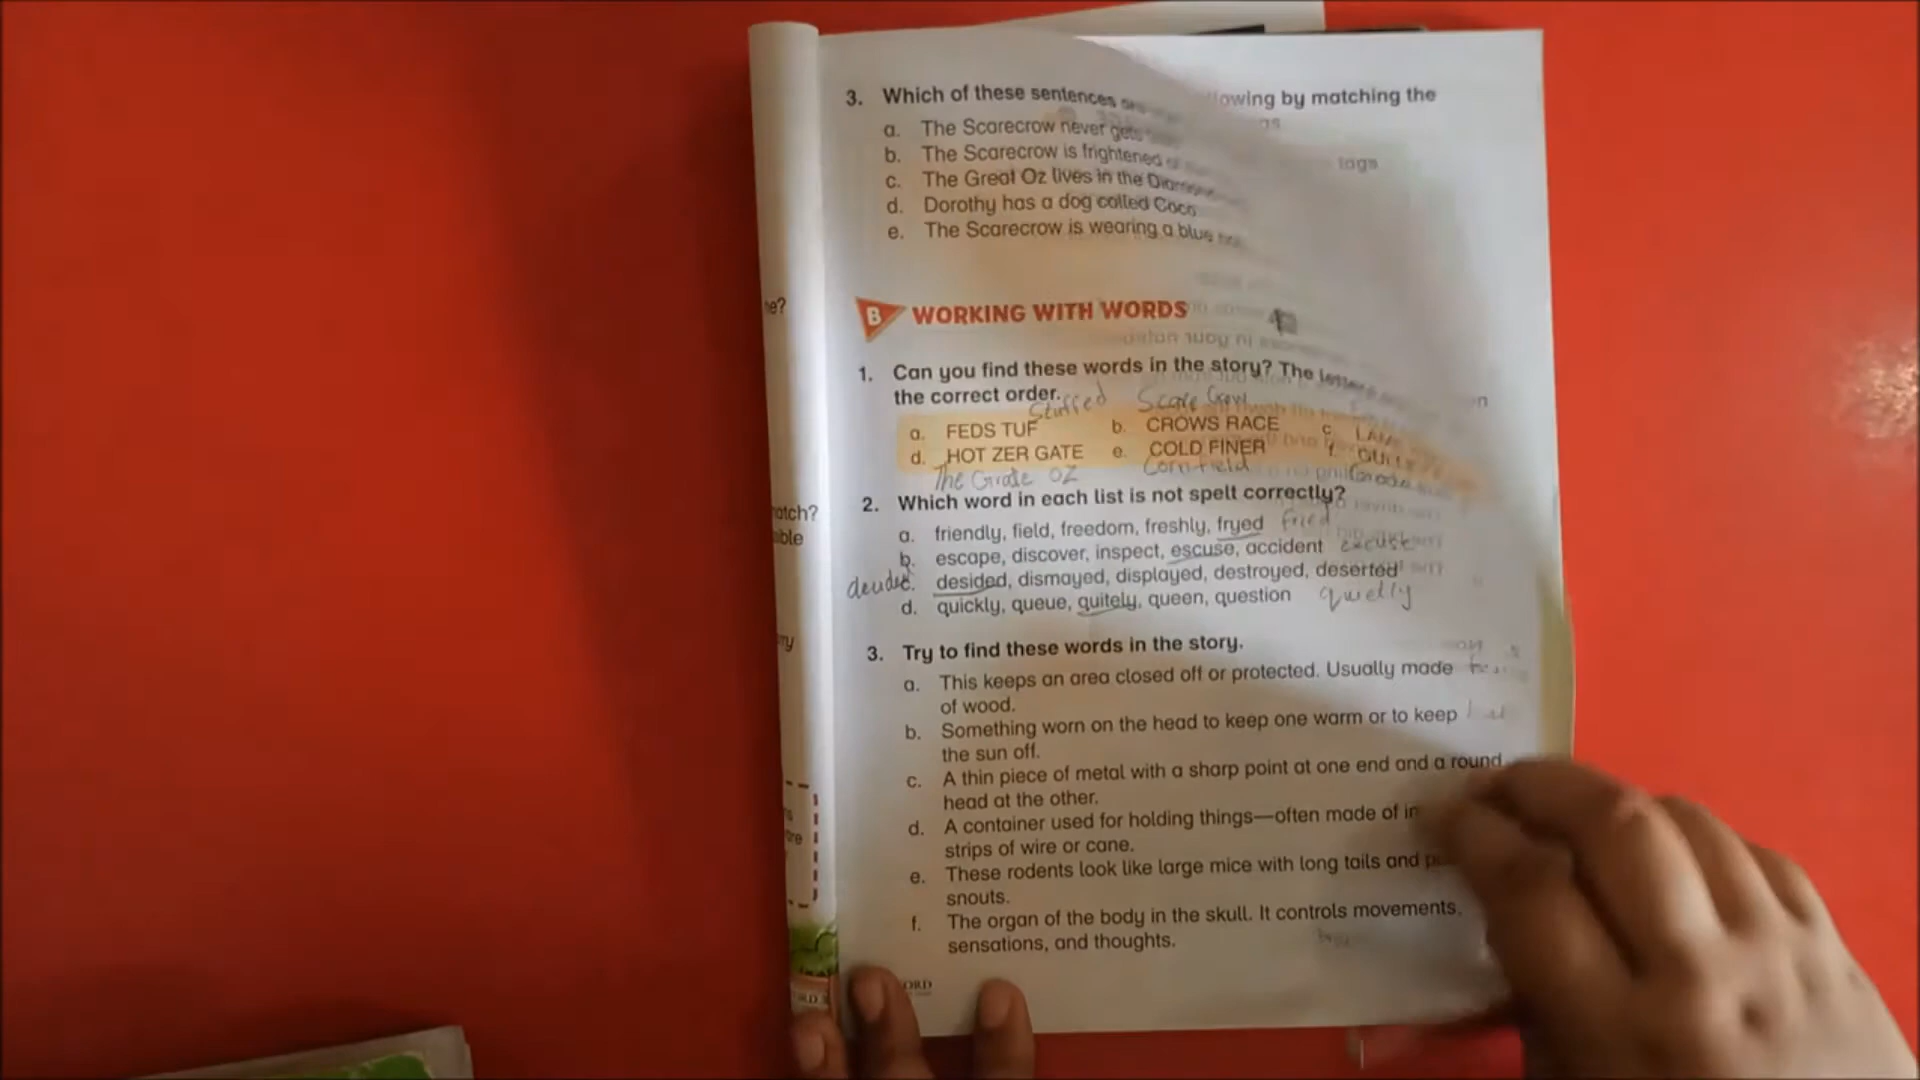 3. Which of these sentences
lowing by matching the
a. The Scarecrow never gets
b. The Scarecrow is frightened
c. The Great Oz lives in the
d. Dorothy has a dog called Coco
e. The Scarecrow is wearing a blue
ne?
B WORKING WITH WORDS
1. Can you find these words in the story? The letters
the correct order.
Stuffed Scare Crow
a. FEDS TUF b. CROWS RACE c.
d. HOT ZER GATE e. COLD FINER f.
The Grate OZ Cornfield
2. Which word in each list is not spelt correctly?
a. friendly, field, freedom, freshly, fryed fried
b. escape, discover, inspect, escuse, accident excuse
c. desided, dismayed, displayed, destroyed, deserted
d. quickly, queue, quitely, queen, question
3. Try to find these words in the story.
a. This keeps an area closed off or protected. Usually made
of wood.
b. Something worn on the head to keep one warm or to keep
the sun off.
c. A thin piece of metal with a sharp point at one end and a round
head at the other.
d. A container used for holding things—often made of
strips of wire or cane.
e. These rodents look like large mice with long tails and
snouts.
f. The organ of the body in the skull. It controls movements,
sensations, and thoughts.
ORD